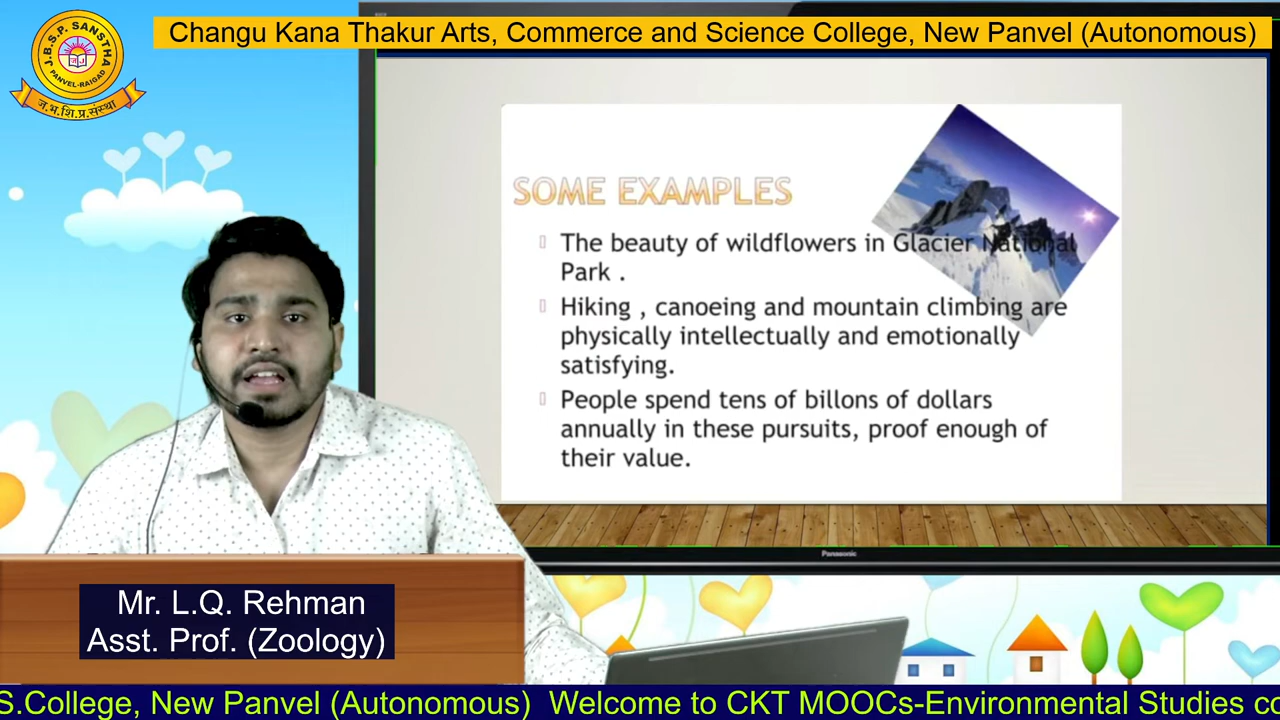 J.B.S.P. SANSTHA
PANVEL-RAIGAD
ज.भ.शि.प्र.संस्था
Changu Kana Thakur Arts, Commerce and Science College, New Panvel (Autonomous)
SOME EXAMPLES
The beauty of wildflowers in Glacier National
Park .
Hiking , canoeing and mountain climbing are
physically intellectually and emotionally
satisfying.
People spend tens of billons of dollars
annually in these pursuits, proof enough of
their value.
Panasonic
Mr. L.Q. Rehman
Asst. Prof. (Zoology)
S.College, New Panvel (Autonomous) Welcome to CKT MOOCs-Environmental Studies co